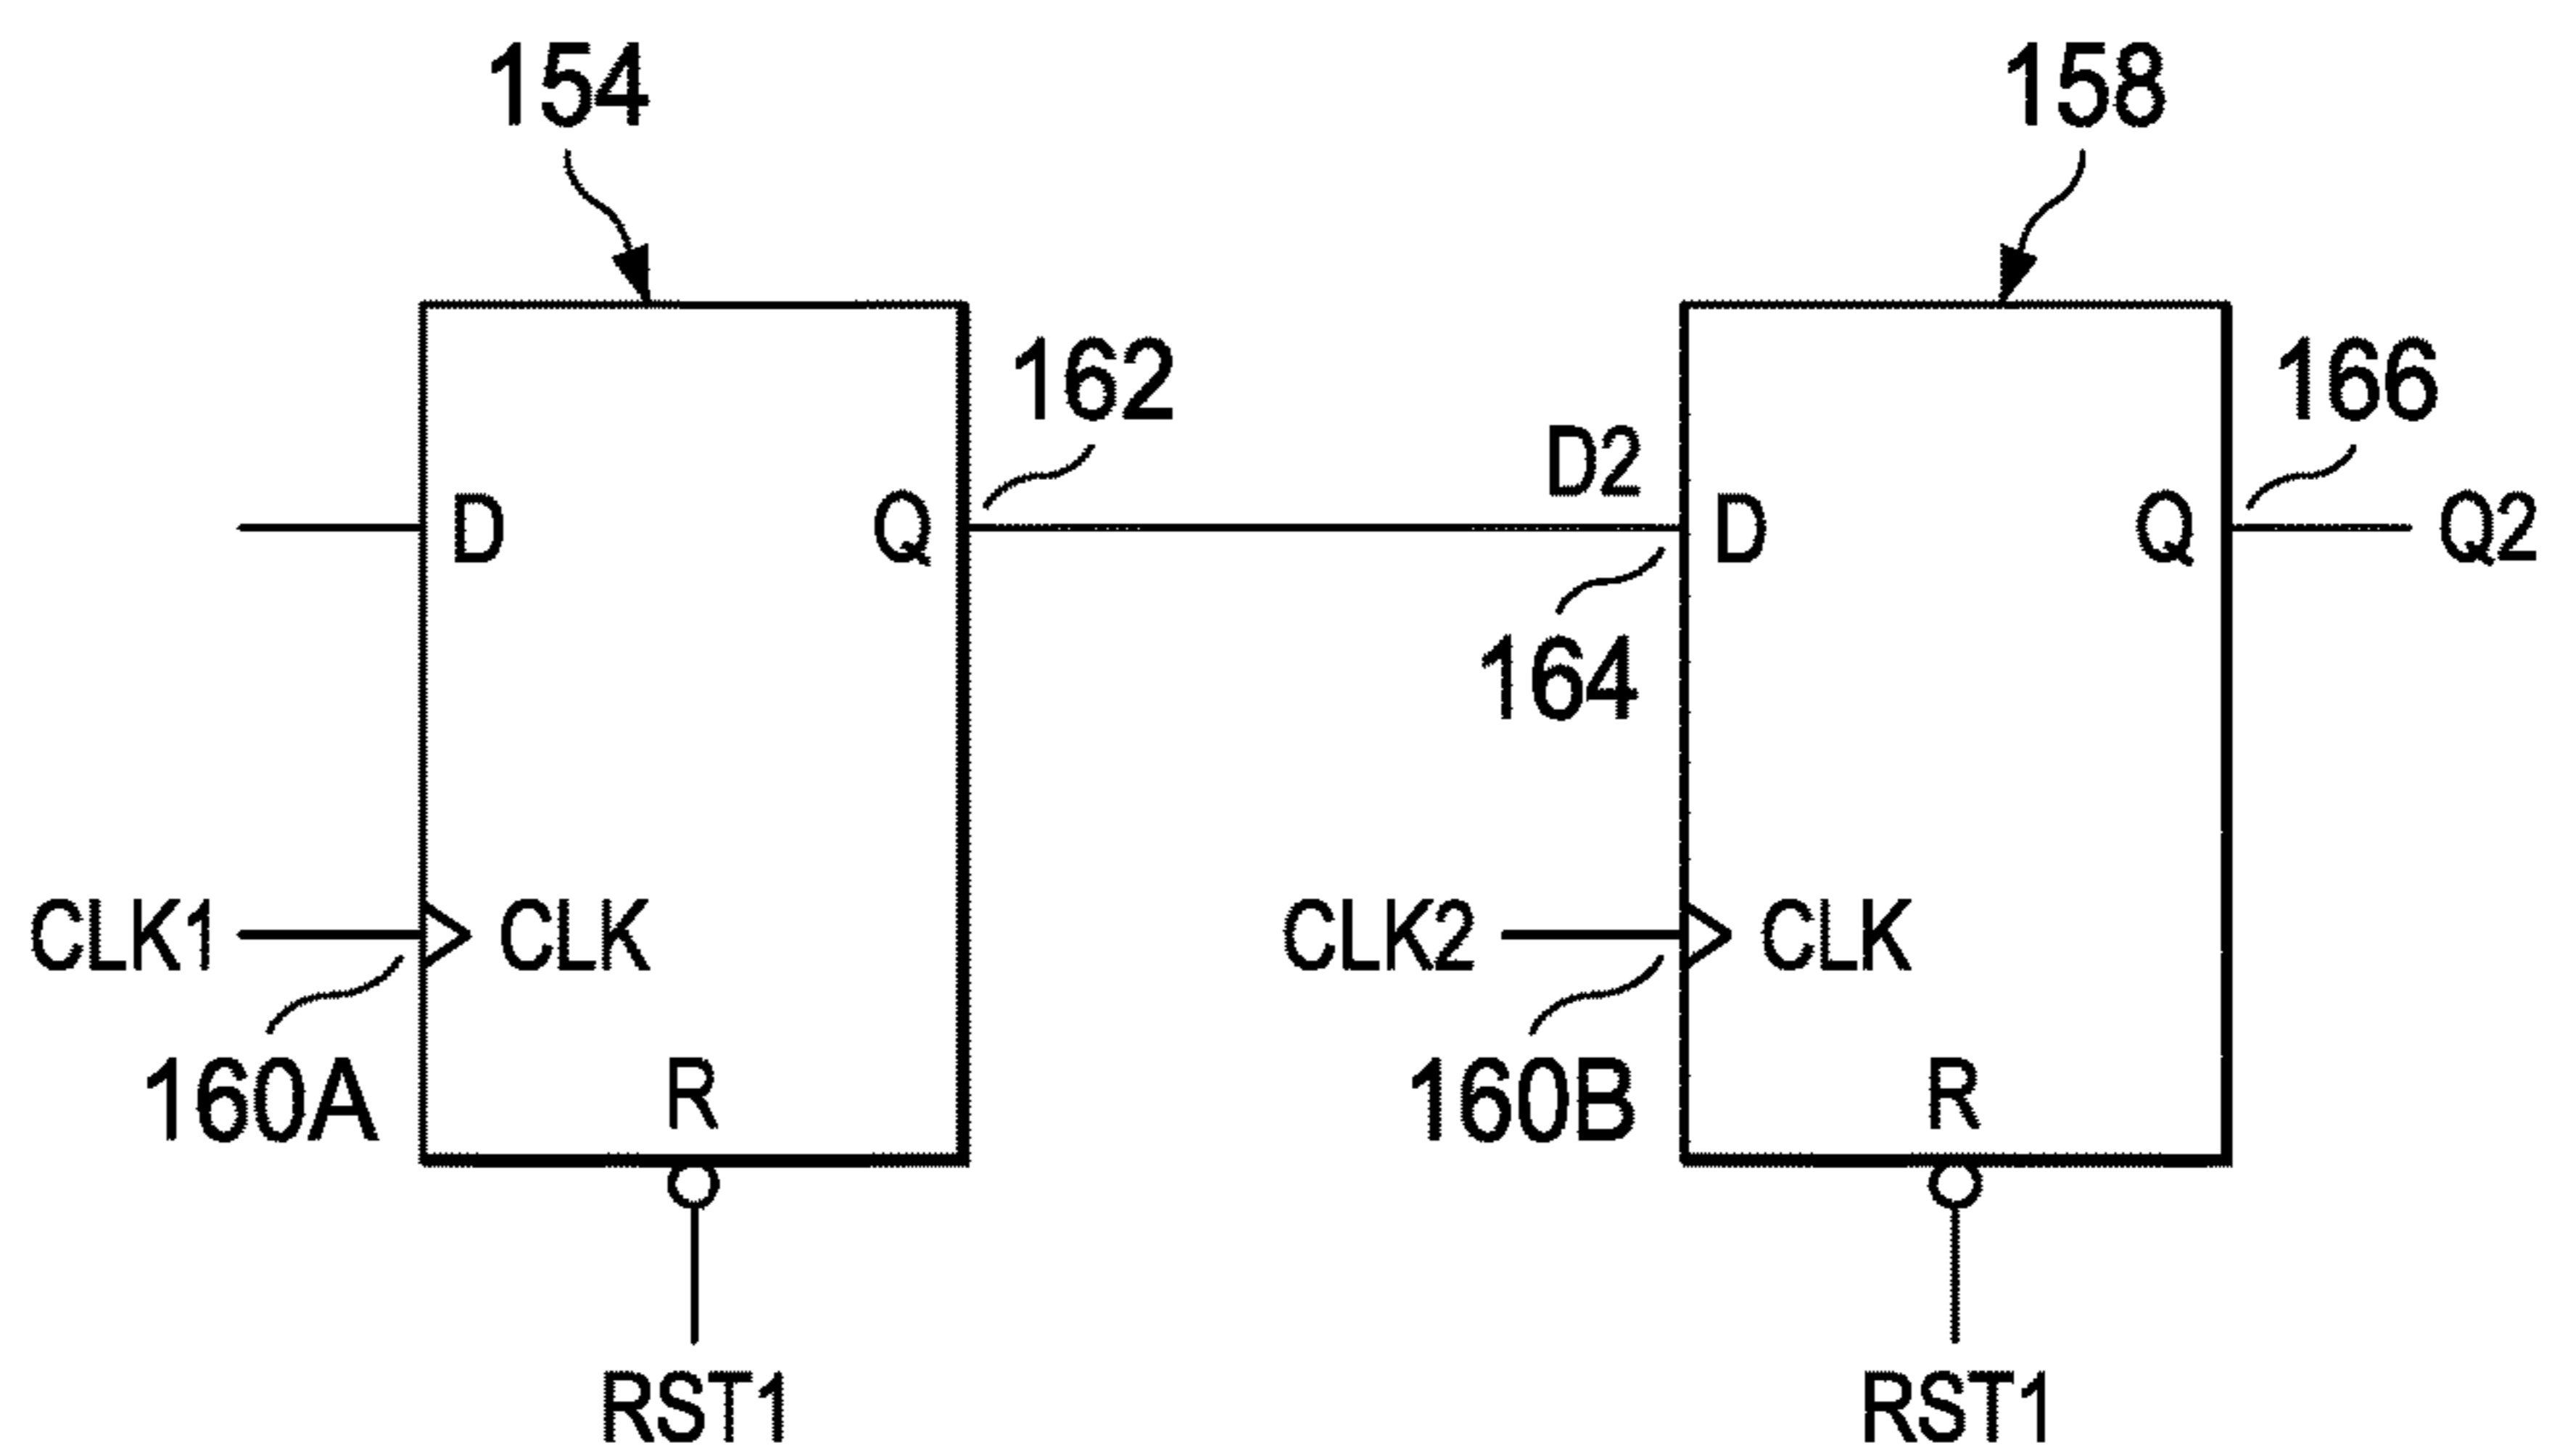 154
158
162
166
D2
D
Q
D
Q
Q2
164
CLK1
CLK
CLK2
CLK
160A
R
160B
R
RST1
RST1